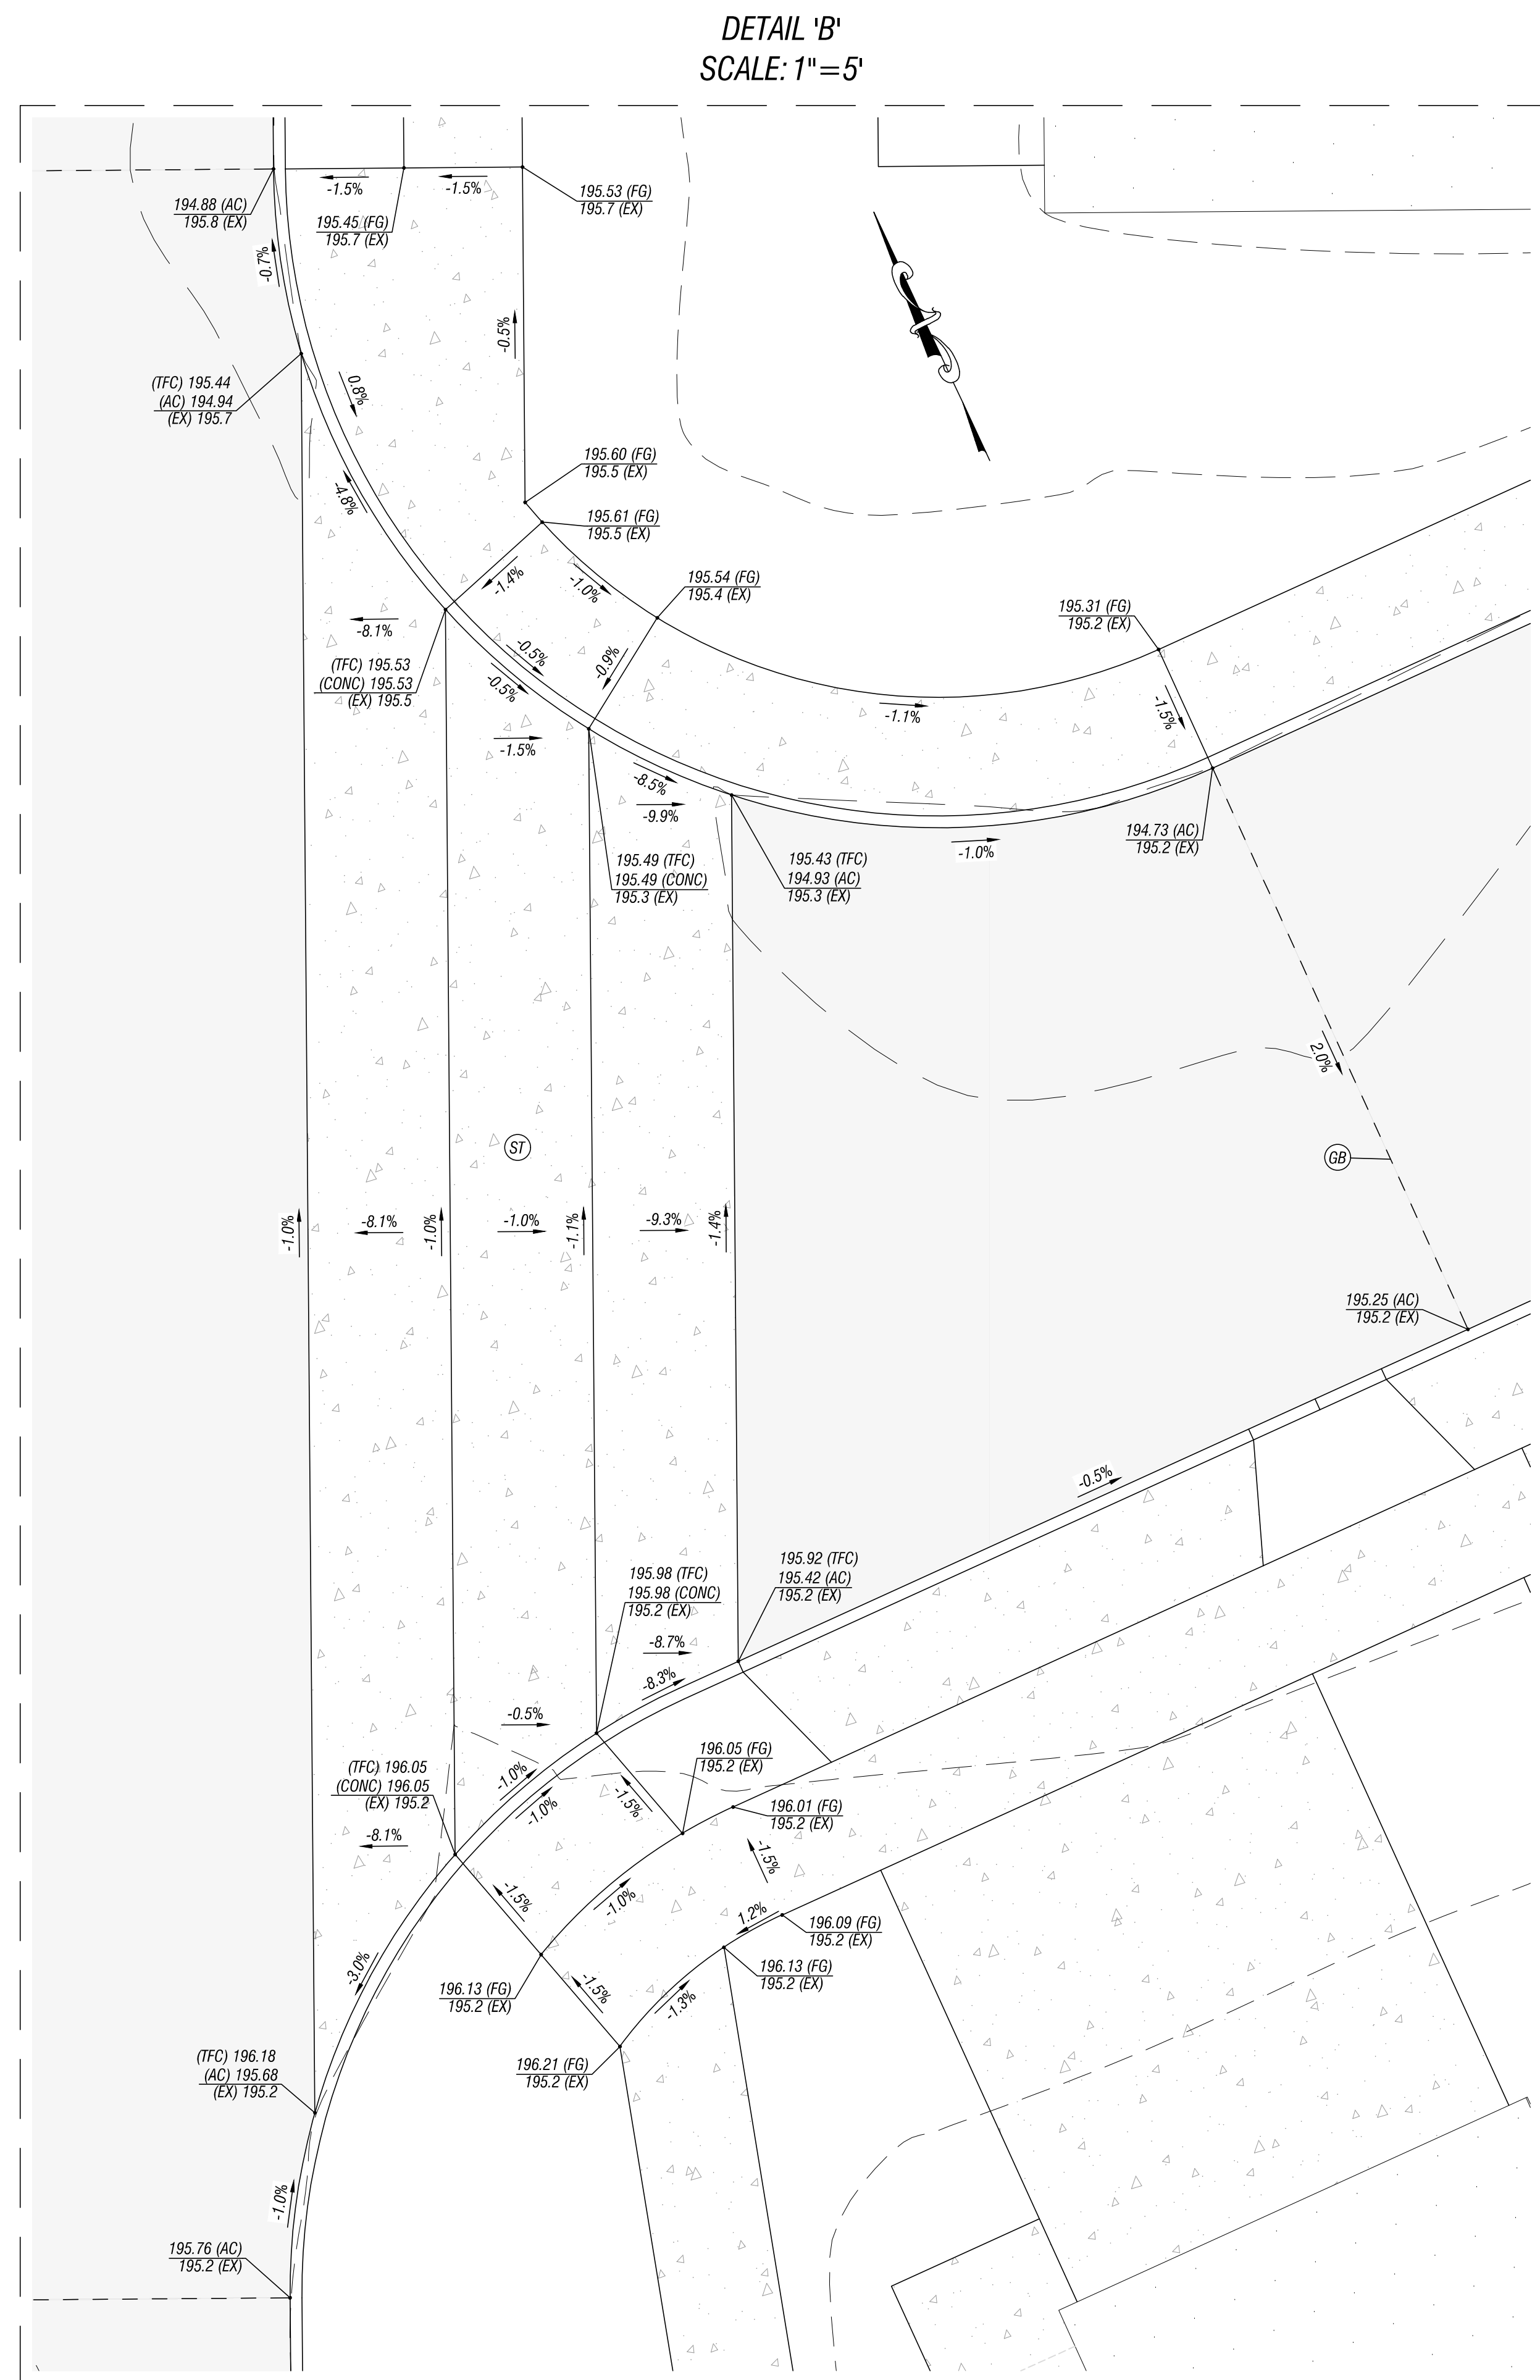 DETAIL 'B'
SCALE: 1"=5'
-1.5%
-1.5%
194.88 (AC)
195.8 (EX)
195.45 (FG)
195.7 (EX)
195.53 (FG)
195.7 (EX)
-0.7%
-0.5%
0.8%
(TFC) 195.44
(AC) 194.94
(EX) 195.7
195.60 (FG)
195.5 (EX)
-4.8%
195.61 (FG)
195.5 (EX)
-1.4%
-1.0%
195.54 (FG)
195.4 (EX)
195.31 (FG)
195.2 (EX)
-8.1%
-0.5%
-0.9%
(TFC) 195.53
(CONC) 195.53
(EX) 195.5
-0.5%
-1.1%
-1.5%
-1.5%
-8.5%
-9.9%
194.73 (AC)
195.2 (EX)
-1.0%
195.49 (TFC)
195.49 (CONC)
195.3 (EX)
195.43 (TFC)
194.93 (AC)
195.3 (EX)
2.0%
ST
GB
-1.0%
-8.1%
-1.0%
-1.0%
-1.1%
-9.3%
-1.4%
195.25 (AC)
195.2 (EX)
-0.5%
195.98 (TFC)
195.98 (CONC)
195.2 (EX)
195.92 (TFC)
195.42 (AC)
195.2 (EX)
-8.7%
-8.3%
-0.5%
(TFC) 196.05
(CONC) 196.05
(EX) 195.2
-1.0%
-1.0%
-1.5%
196.05 (FG)
195.2 (EX)
196.01 (FG)
195.2 (EX)
-8.1%
-1.5%
-1.5%
-1.0%
1.2%
196.09 (FG)
195.2 (EX)
-3.0%
196.13 (FG)
195.2 (EX)
-1.5%
-1.3%
196.13 (FG)
195.2 (EX)
(TFC) 196.18
(AC) 195.68
(EX) 195.2
196.21 (FG)
195.2 (EX)
-1.0%
195.76 (AC)
195.2 (EX)